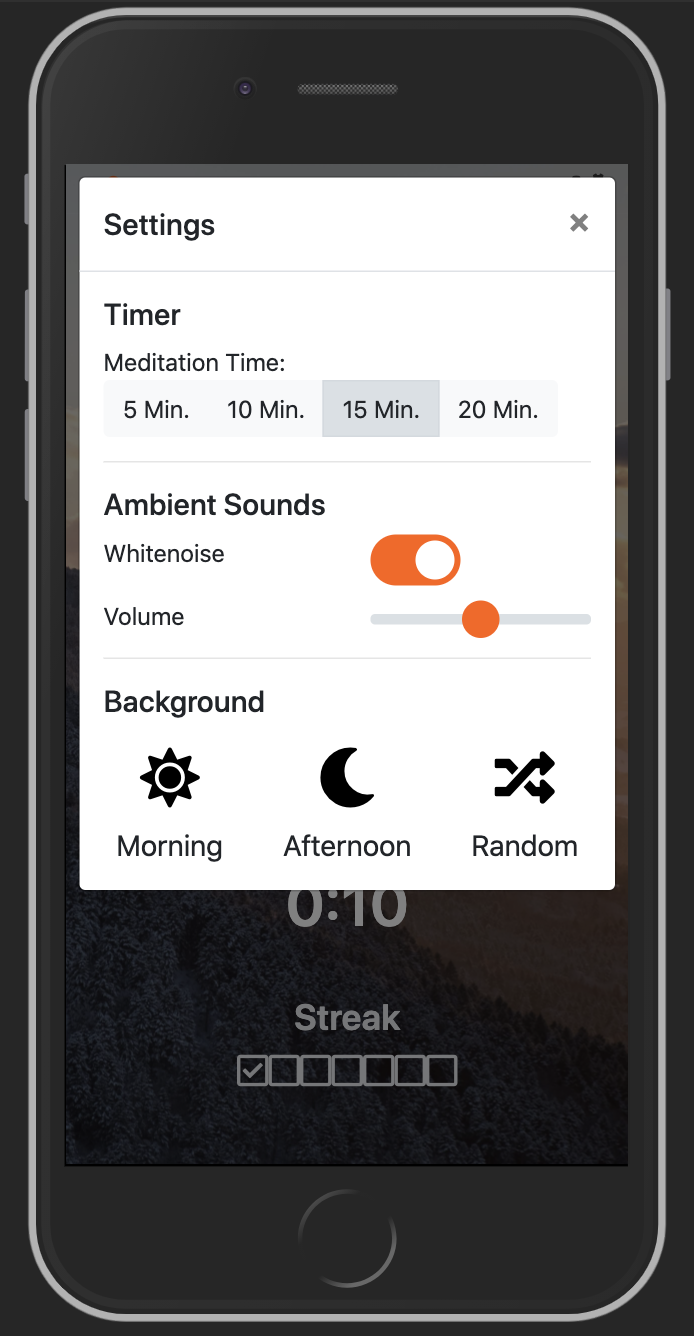 Settings ×
Timer
Meditation Time:
5 Min. 10 Min. 15 Min. 20 Min.
Ambient Sounds
Whitenoise
Volume
Background
Morning Afternoon Random
0:10
Streak